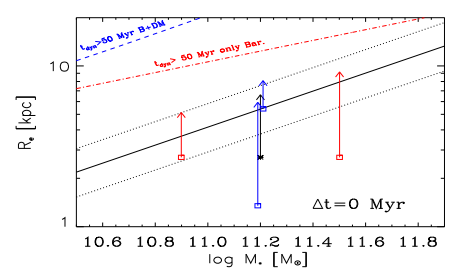 t_dyn>50 Myr B+DM
t_dyn> 50 Myr only Bar.
10
R_e [kpc]
Δt=0 Myr
1
10.6 10.8 11.0 11.2 11.4 11.6 11.8
log M_* [M_⊙]